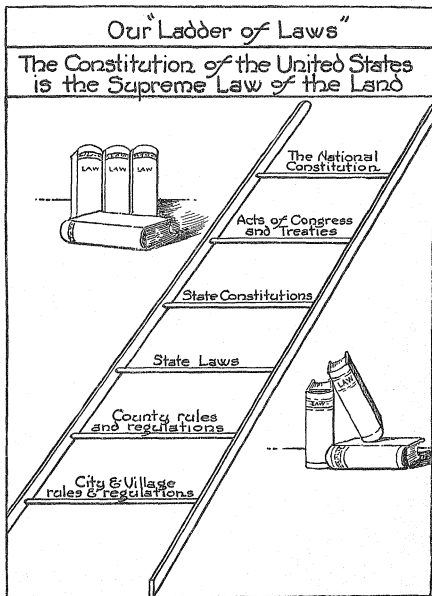 Our "Ladder of Laws"
The Constitution of the United States
is the Supreme Law of the Land
The National
Constitution
LAW
LAW
LAW
Acts of Congress
and Treaties
State Constitutions
State Laws
LAW
LAW
County rules
and regulations
City & Village
rules & regulations